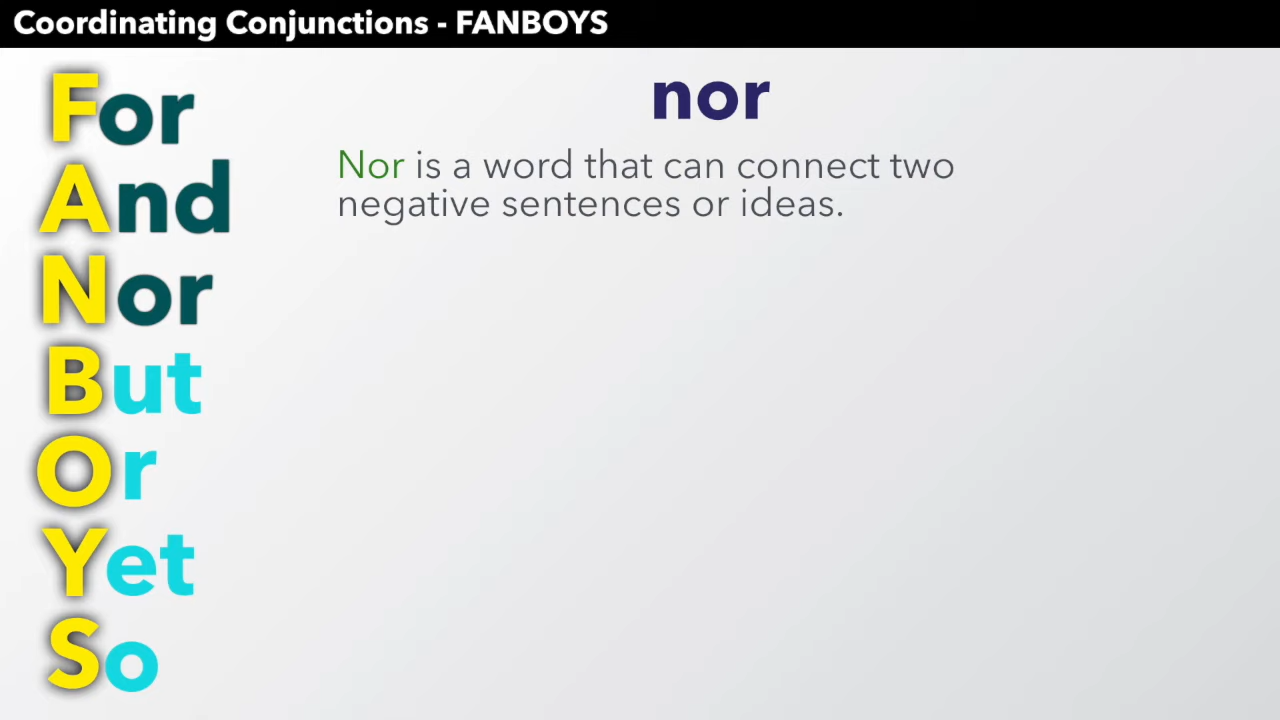 Coordinating Conjunctions - FANBOYS
For
And
Nor
But
Or
Yet
So
nor
Nor is a word that can connect two
negative sentences or ideas.